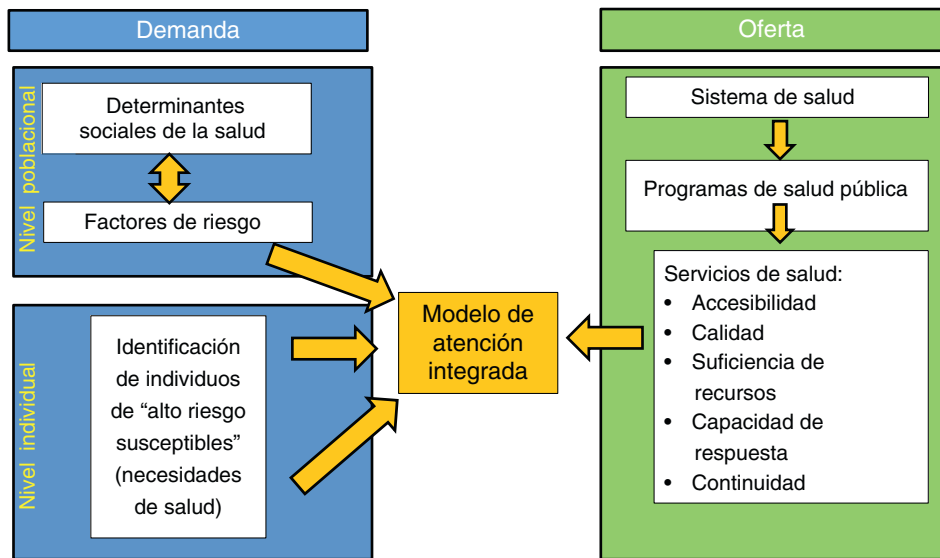 Demanda
Nivel poblacional
Determinantes
sociales de la salud
Factores de riesgo
Nivel individual
Identificación
de individuos
de “alto riesgo
susceptibles”
(necesidades
de salud)
Modelo de
atención
integrada
Oferta
Sistema de salud
Programas de salud pública
Servicios de salud:
• Accesibilidad
• Calidad
• Suficiencia de
recursos
• Capacidad de
respuesta
• Continuidad